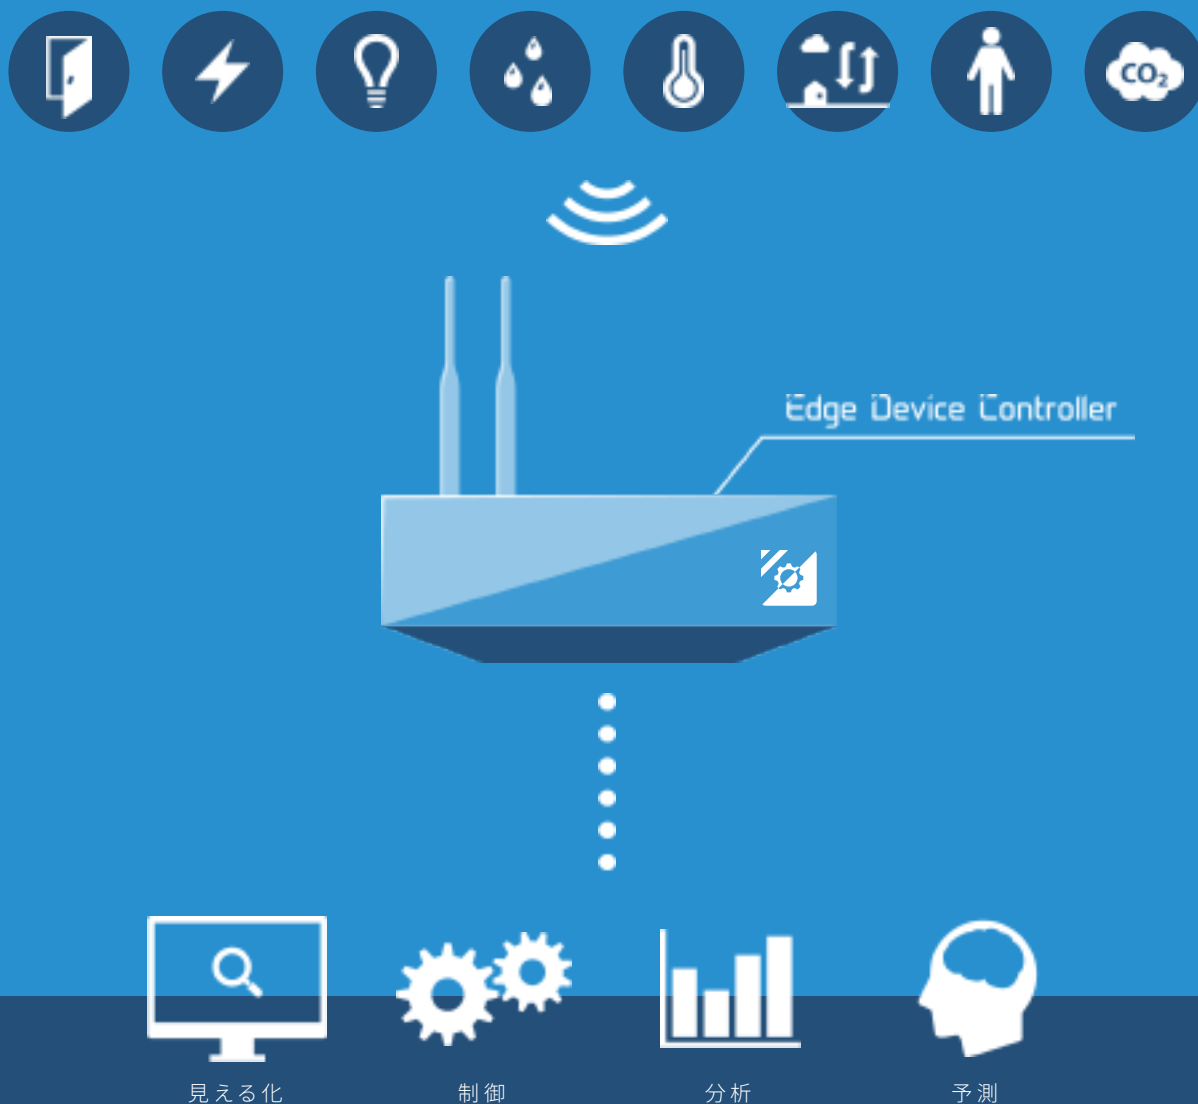 CO₂
Edge Device Controller
見える化
制御
分析
予測